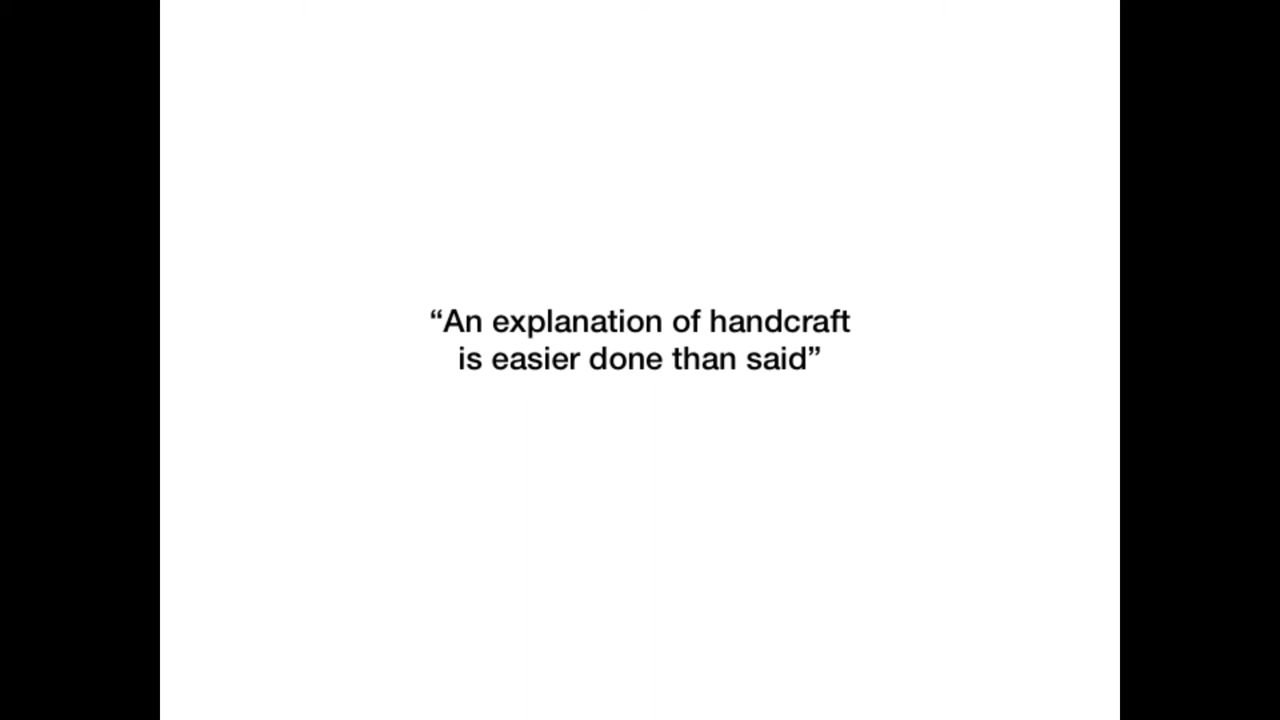 “An explanation of handcraft
is easier done than said”